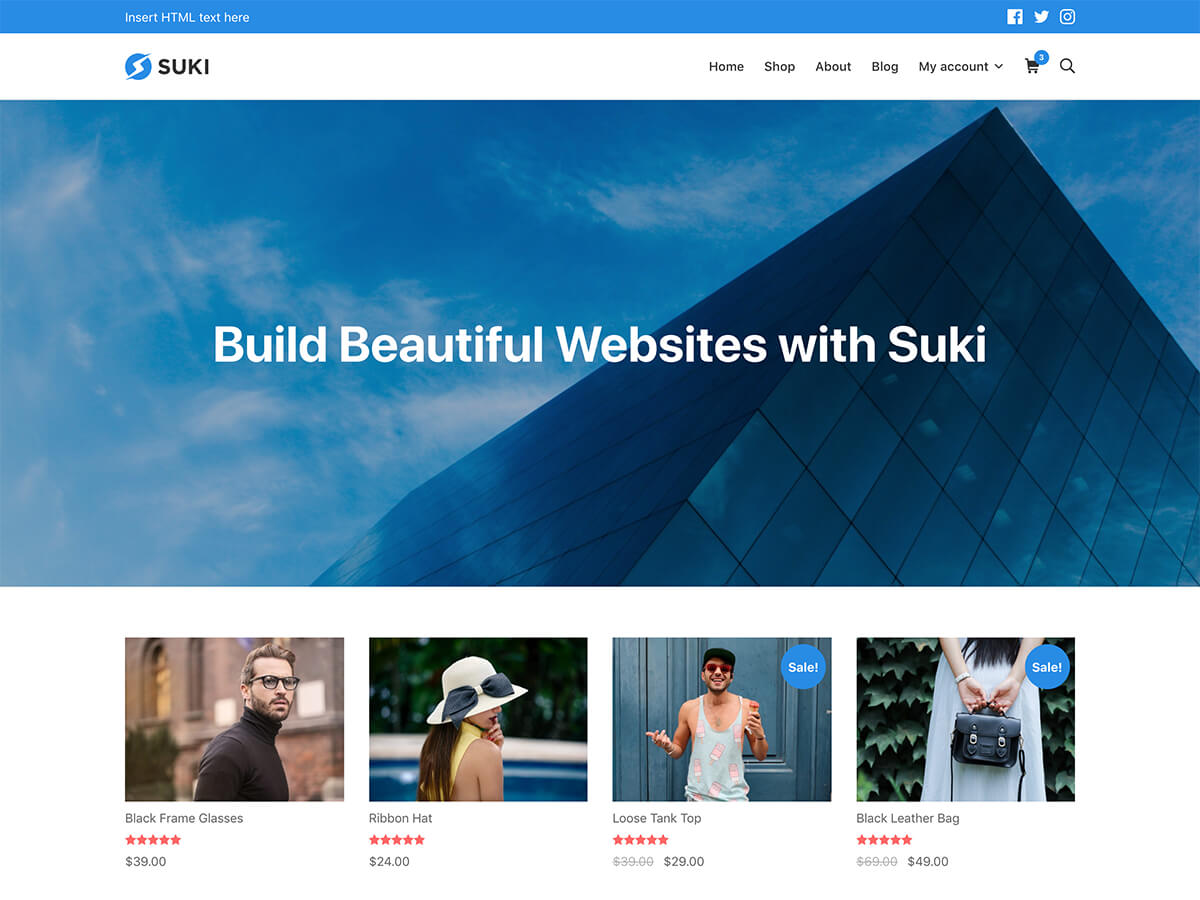 Insert HTML text here
SUKI
Home Shop About Blog My account 3
Build Beautiful Websites with Suki
Sale! Sale!
Black Frame Glasses Ribbon Hat Loose Tank Top Black Leather Bag
$39.00 $24.00 $39.00 $29.00 $69.00 $49.00